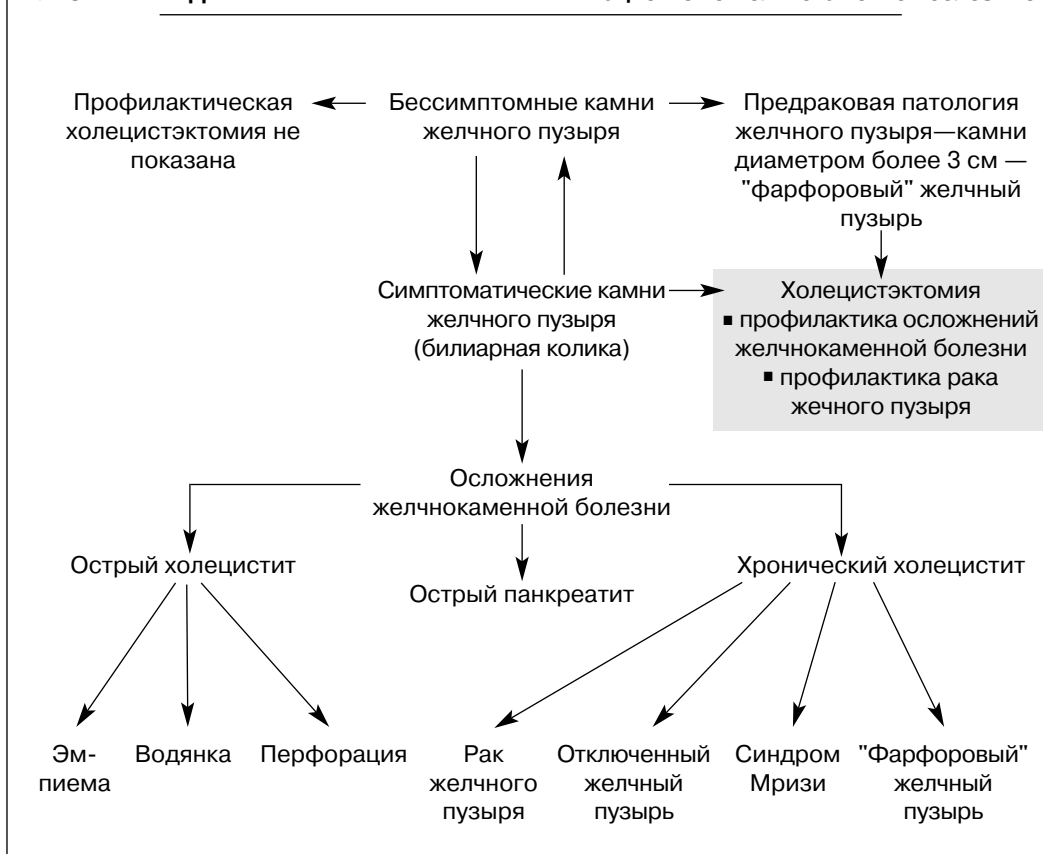 Профилактическая
холецистэктомия не
показана
Бессимптомные камни
желчного пузыря
Предраковая патология
желчного пузыря—камни
диаметром более 3 см —
"фарфоровый" желчный
пузырь
Симптоматические камни
желчного пузыря
(билиарная колика)
Холецистэктомия
▪ профилактика осложнений
желчнокаменной болезни
▪ профилактика рака
жечного пузыря
Осложнения
желчнокаменной болезни
Острый холецистит
Острый панкреатит
Хронический холецистит
Эм-
пиема
Водянка
Перфорация
Рак
желчного
пузыря
Отключенный
желчный
пузырь
Синдром
Мризи
"Фарфоровый"
желчный
пузырь